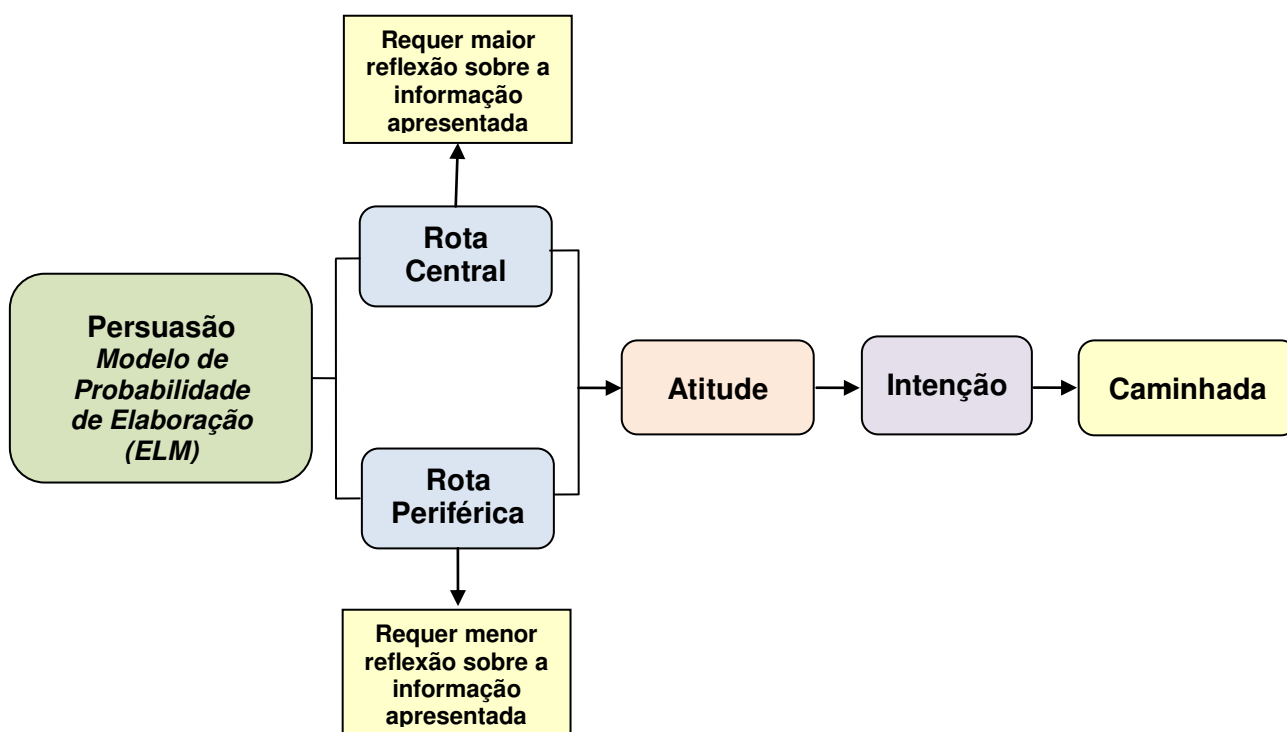 Requer maior
reflexão sobre a
informação
apresentada
Rota
Central
Persuasão
Modelo de
Probabilidade
de Elaboração
(ELM)
Atitude
Intenção
Caminhada
Rota
Periférica
Requer menor
reflexão sobre a
informação
apresentada